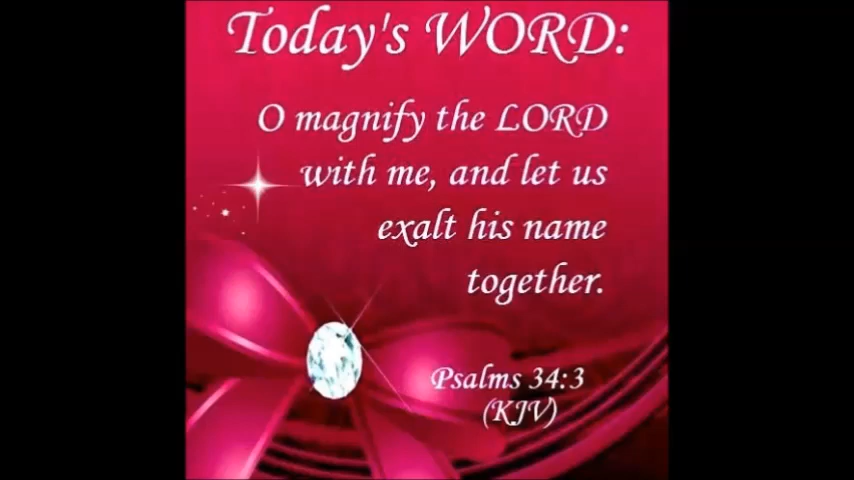 Today's WORD:
O magnify the LORD
with me, and let us
exalt his name
together.
Psalms 34:3
(KJV)